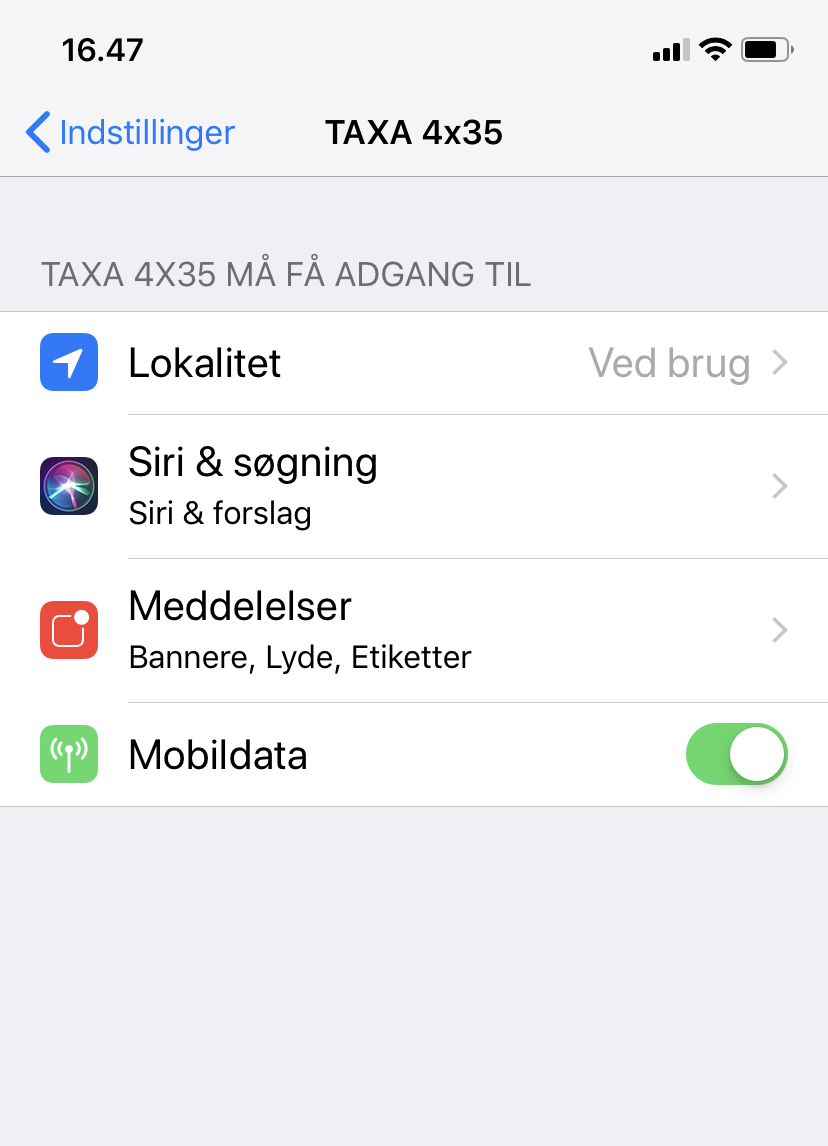 16.47
Indstillinger
TAXA 4x35
TAXA 4X35 MÅ FÅ ADGANG TIL
Lokalitet
Ved brug
Siri & søgning
Siri & forslag
Meddelelser
Bannere, Lyde, Etiketter
Mobildata